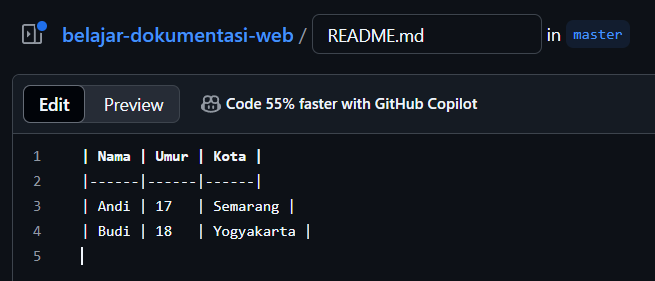 belajar-dokumentasi-web / README.md in master
Edit Preview Code 55% faster with GitHub Copilot
1 | Nama | Umur | Kota |
2 |------|------|------|
3 | Andi | 17   | Semarang |
4 | Budi | 18   | Yogyakarta |
5